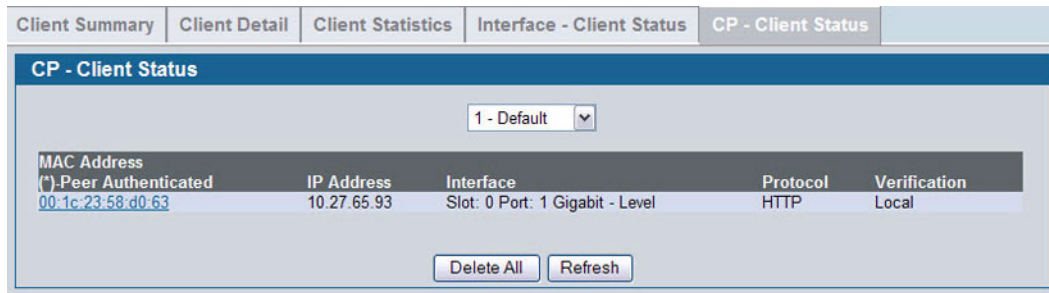 Client Summary Client Detail Client Statistics Interface - Client Status CP - Client Status
CP - Client Status
1 - Default
MAC Address
(*)-Peer Authenticated IP Address Interface Protocol Verification
00:1c:23:58:d0:63 10.27.65.93 Slot: 0 Port: 1 Gigabit - Level HTTP Local
Delete All Refresh